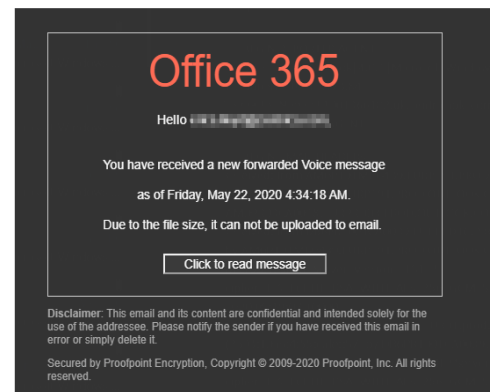 Office 365
Hello
You have received a new forwarded Voice message
as of Friday, May 22, 2020 4:34:18 AM.
Due to the file size, it can not be uploaded to email.
Click to read message
Disclaimer: This email and its content are confidential and intended solely for the
use of the addressee. Please notify the sender if you have received this email in
error or simply delete it.
Secured by Proofpoint Encryption, Copyright © 2009-2020 Proofpoint, Inc. All rights
reserved.